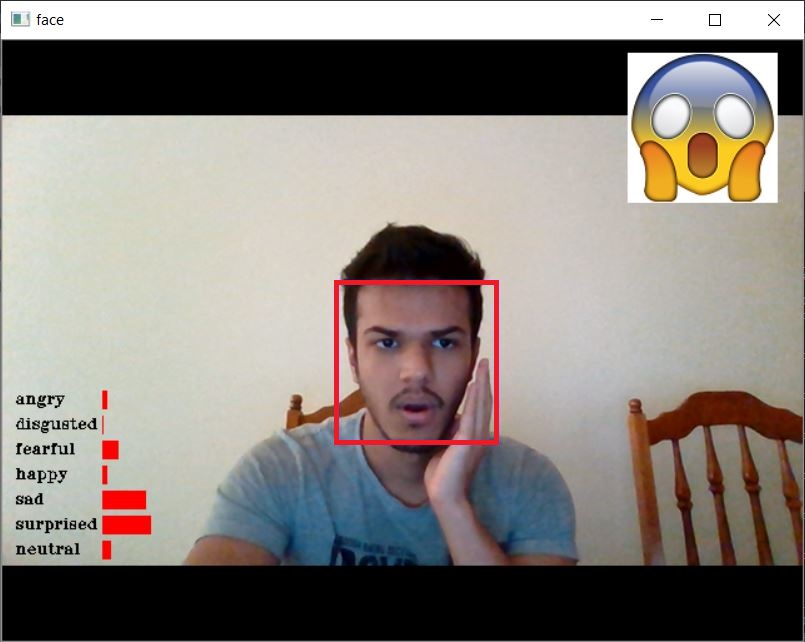 face
angry
disgusted
fearful
happy
sad
surprised
neutral